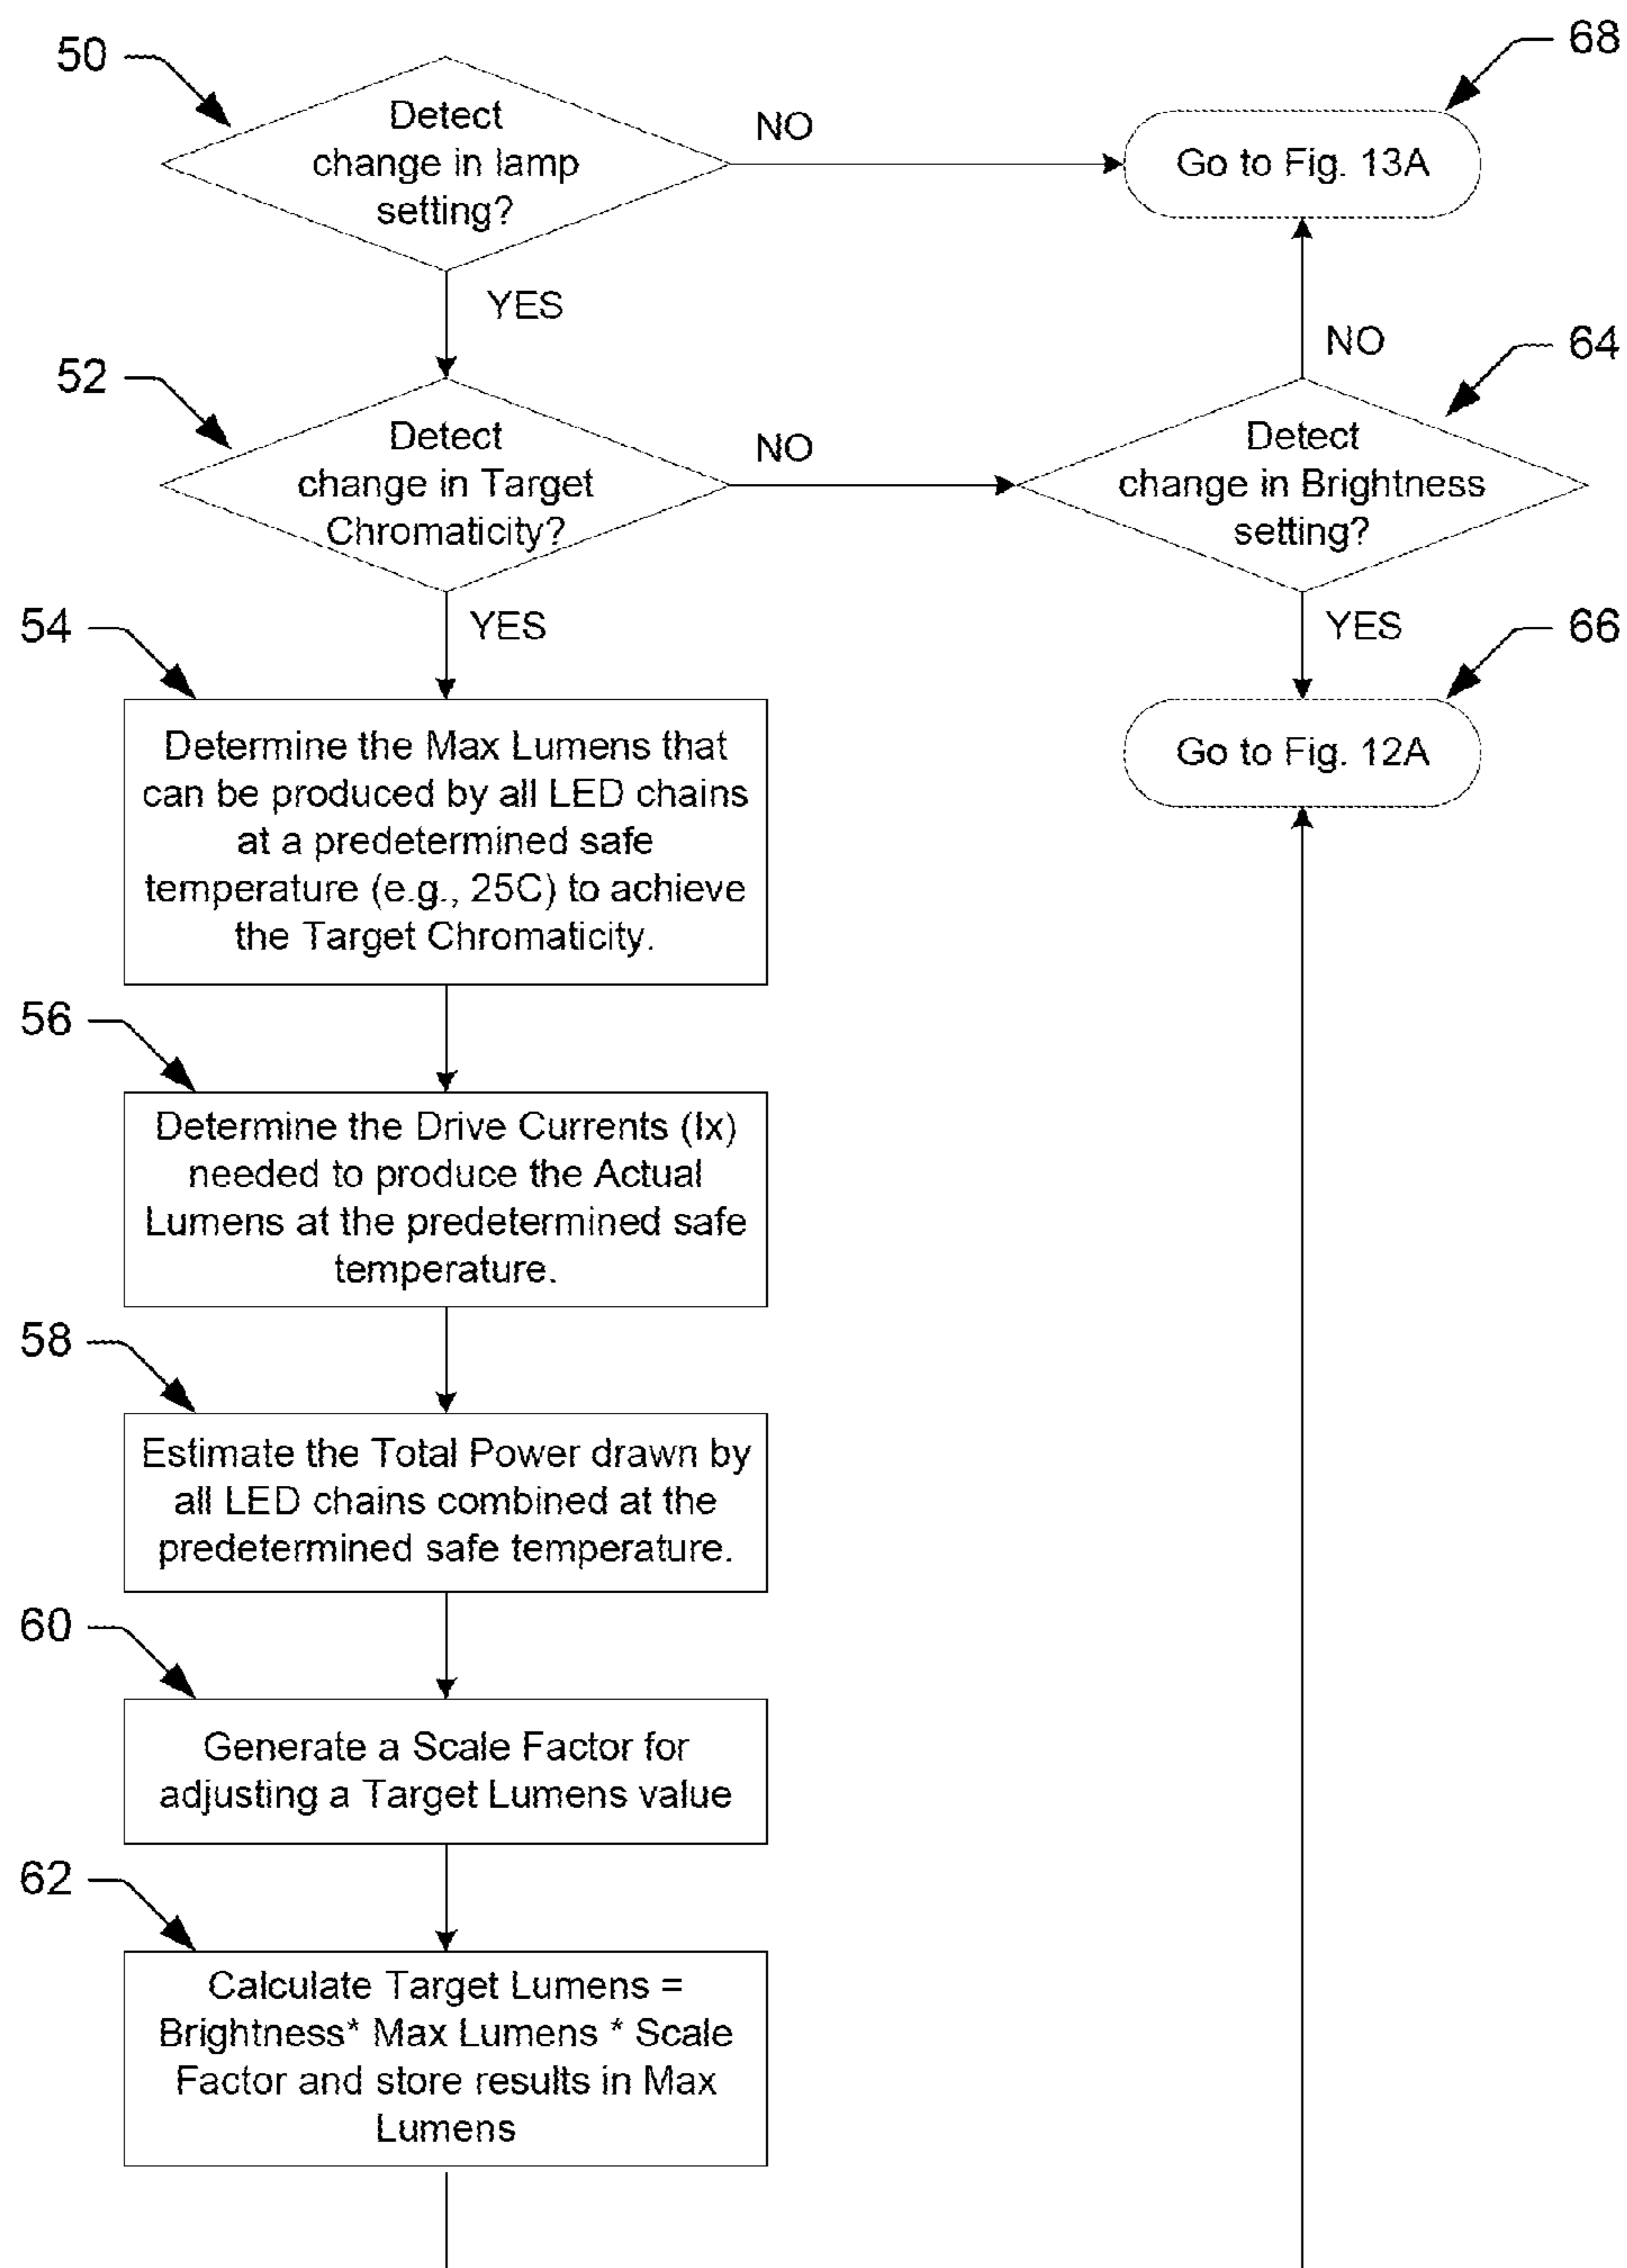 50
Detect
change in lamp
setting?
NO
68
Go to Fig. 13A
YES
52
Detect
change in Target
Chromaticity?
NO
64
Detect
change in Brightness
setting?
NO
YES
YES
66
Go to Fig. 12A
54
Determine the Max Lumens that
can be produced by all LED chains
at a predetermined safe
temperature (e.g., 25C) to achieve
the Target Chromaticity.
56
Determine the Drive Currents (Ix)
needed to produce the Actual
Lumens at the predetermined safe
temperature.
58
Estimate the Total Power drawn by
all LED chains combined at the
predetermined safe temperature.
60
Generate a Scale Factor for
adjusting a Target Lumens value
62
Calculate Target Lumens =
Brightness* Max Lumens * Scale
Factor and store results in Max
Lumens